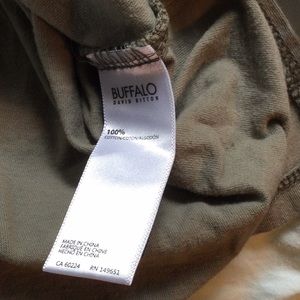 BUFFALO
DAVID BITTON
100%
COTTON-COTON-ALGODÓN
MADE IN CHINA
FABRIQUÉ EN CHINE
HECHO EN CHINA
CA 60224 RN 149651